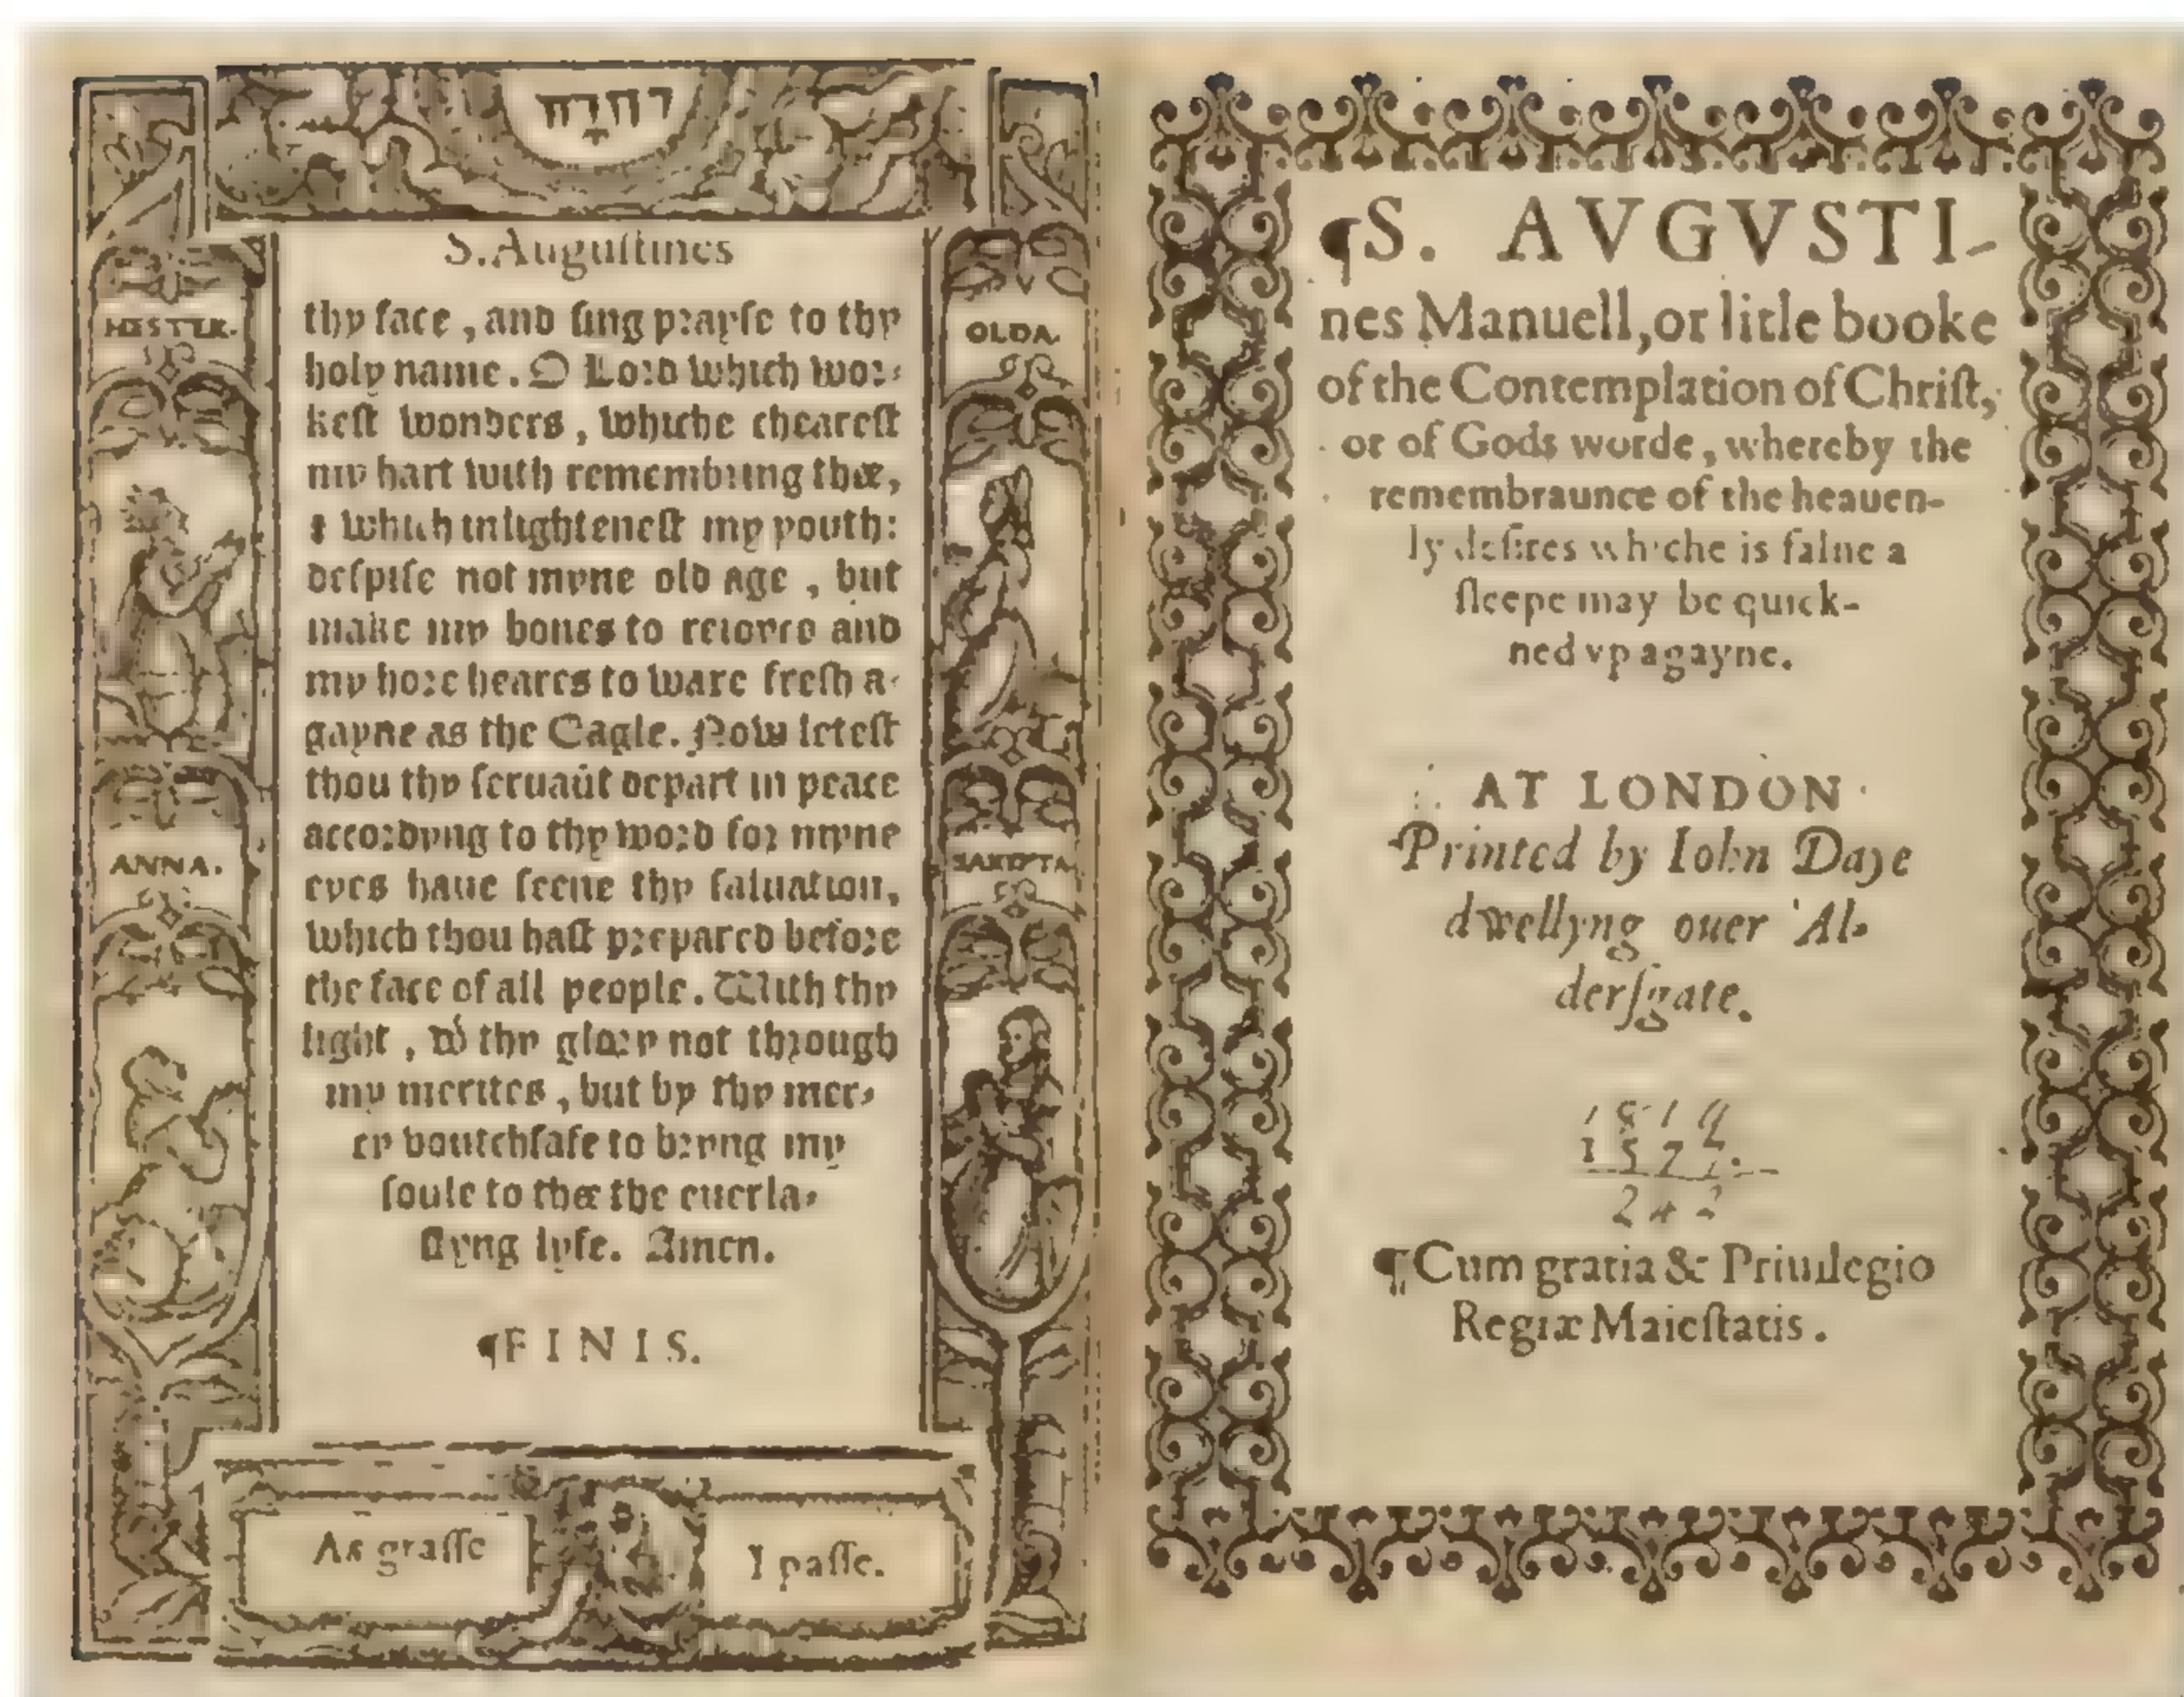 יהוה
S. Augustines
HESTER.
OLDA.
thy face, and sing prayse to thy
holy name. O Lord which wor-
kest wonders, whiche chearest
my hart with remembring thee,
& which inlightenest my youth:
despise not myne old age, but
make my bones to reioyce and
my hore heares to ware fresh a-
gayne as the Eagle. Now letest
thou thy seruaūt depart in peace
accordyng to thy word for myne
ANNA.
eyes haue seene thy saluation,
which thou hast prepared before
the face of all people. With thy
light, wͭ thy glory not through
my merites, but by thy mer-
cy voutchsafe to bryng my
soule to thee the euerla-
styng lyfe. Amen.
¶FINIS.
As grasse
I passe.
¶S. AVGVSTI-
nes Manuell, or litle booke
of the Contemplation of Christ,
or of Gods worde, whereby the
remembraunce of the heauen-
ly desires whiche is falne a
sleepe may be quick-
ned vp agayne.
AT LONDON
Printed by Iohn Daye
dwellyng ouer Al-
dersgate.
1819
1577
242
¶Cum gratia & Priuilegio
Regiæ Maiestatis.